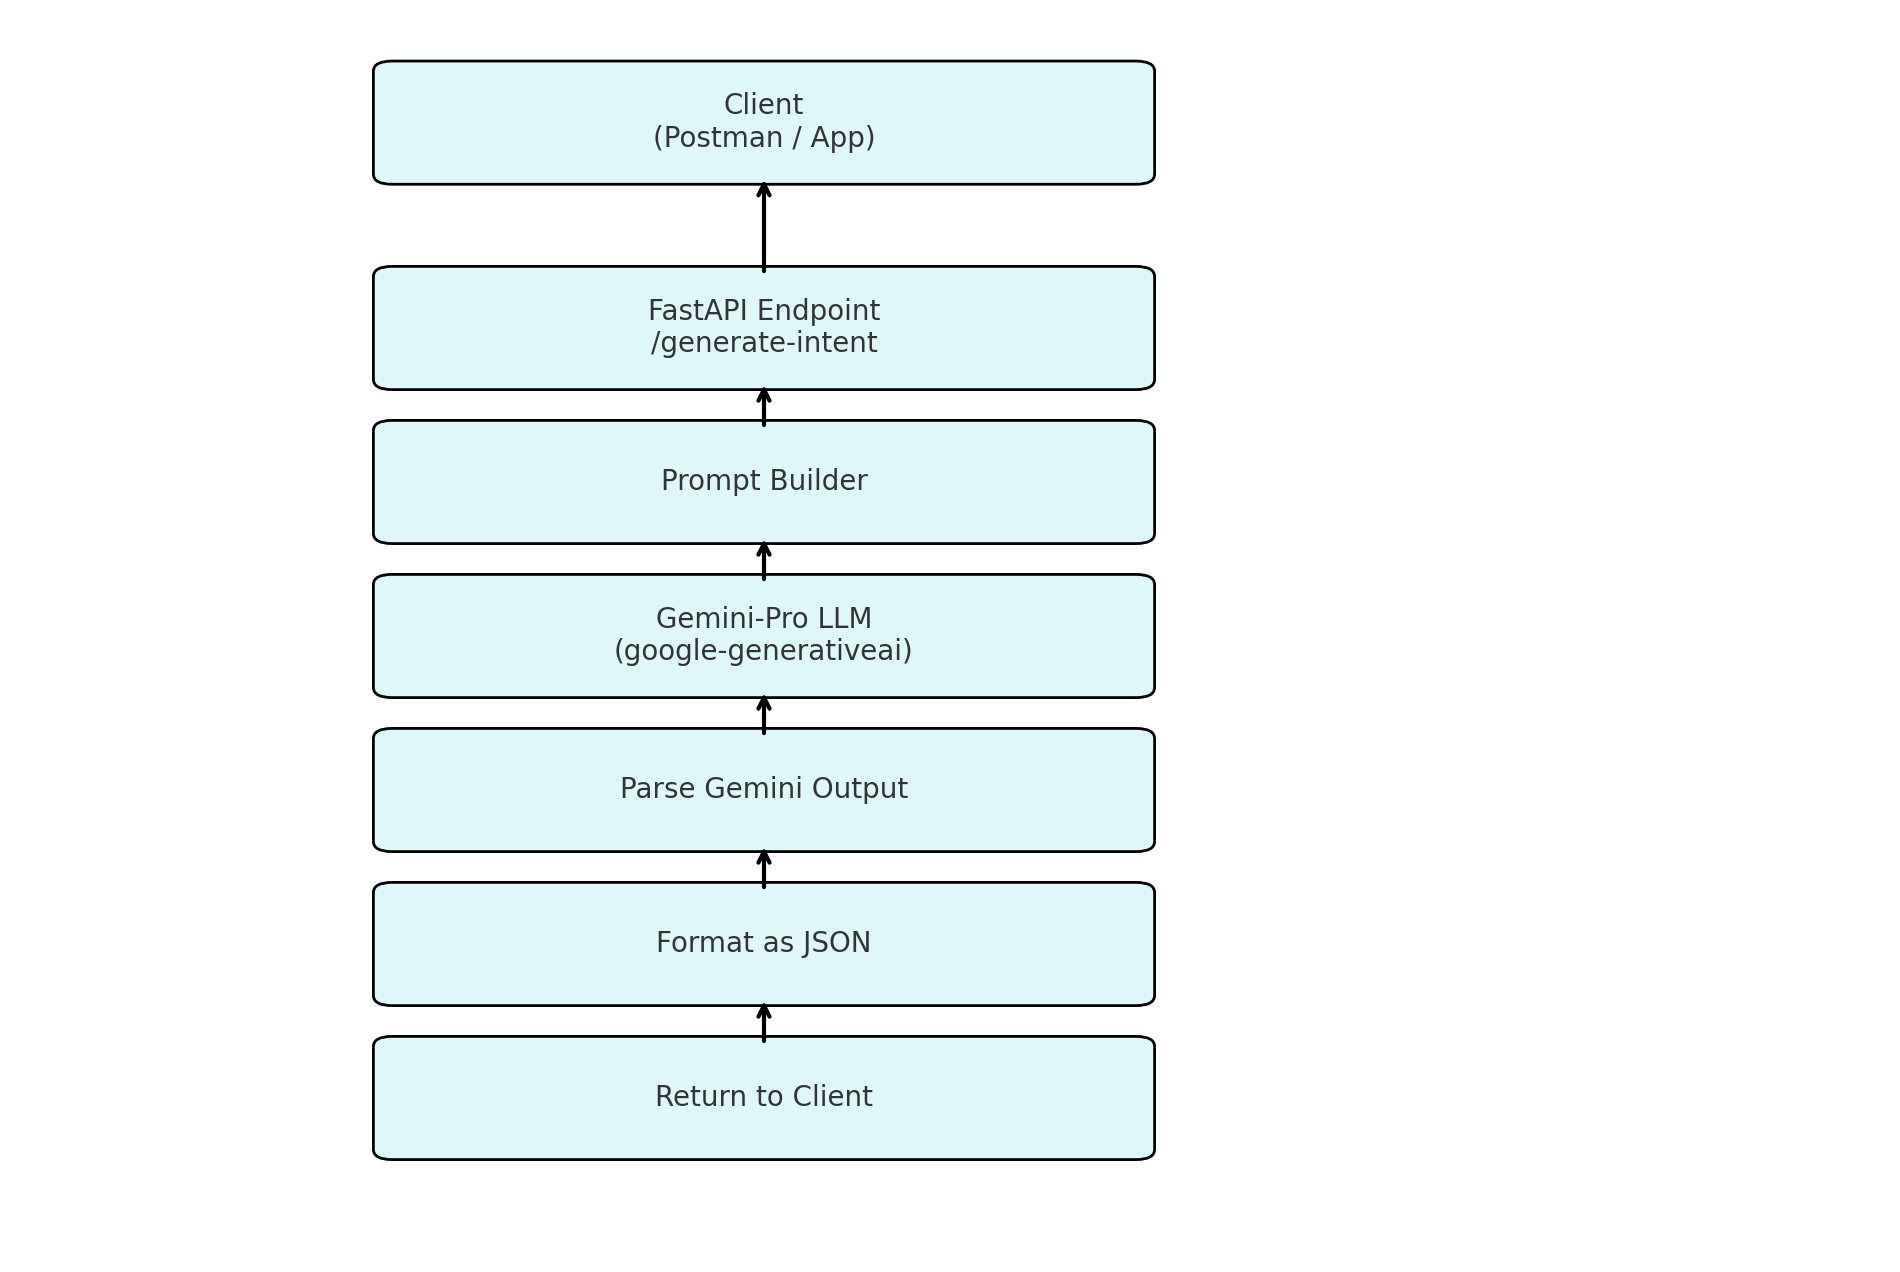 Client
(Postman / App)
FastAPI Endpoint
/generate-intent
Prompt Builder
Gemini-Pro LLM
(google-generativeai)
Parse Gemini Output
Format as JSON
Return to Client